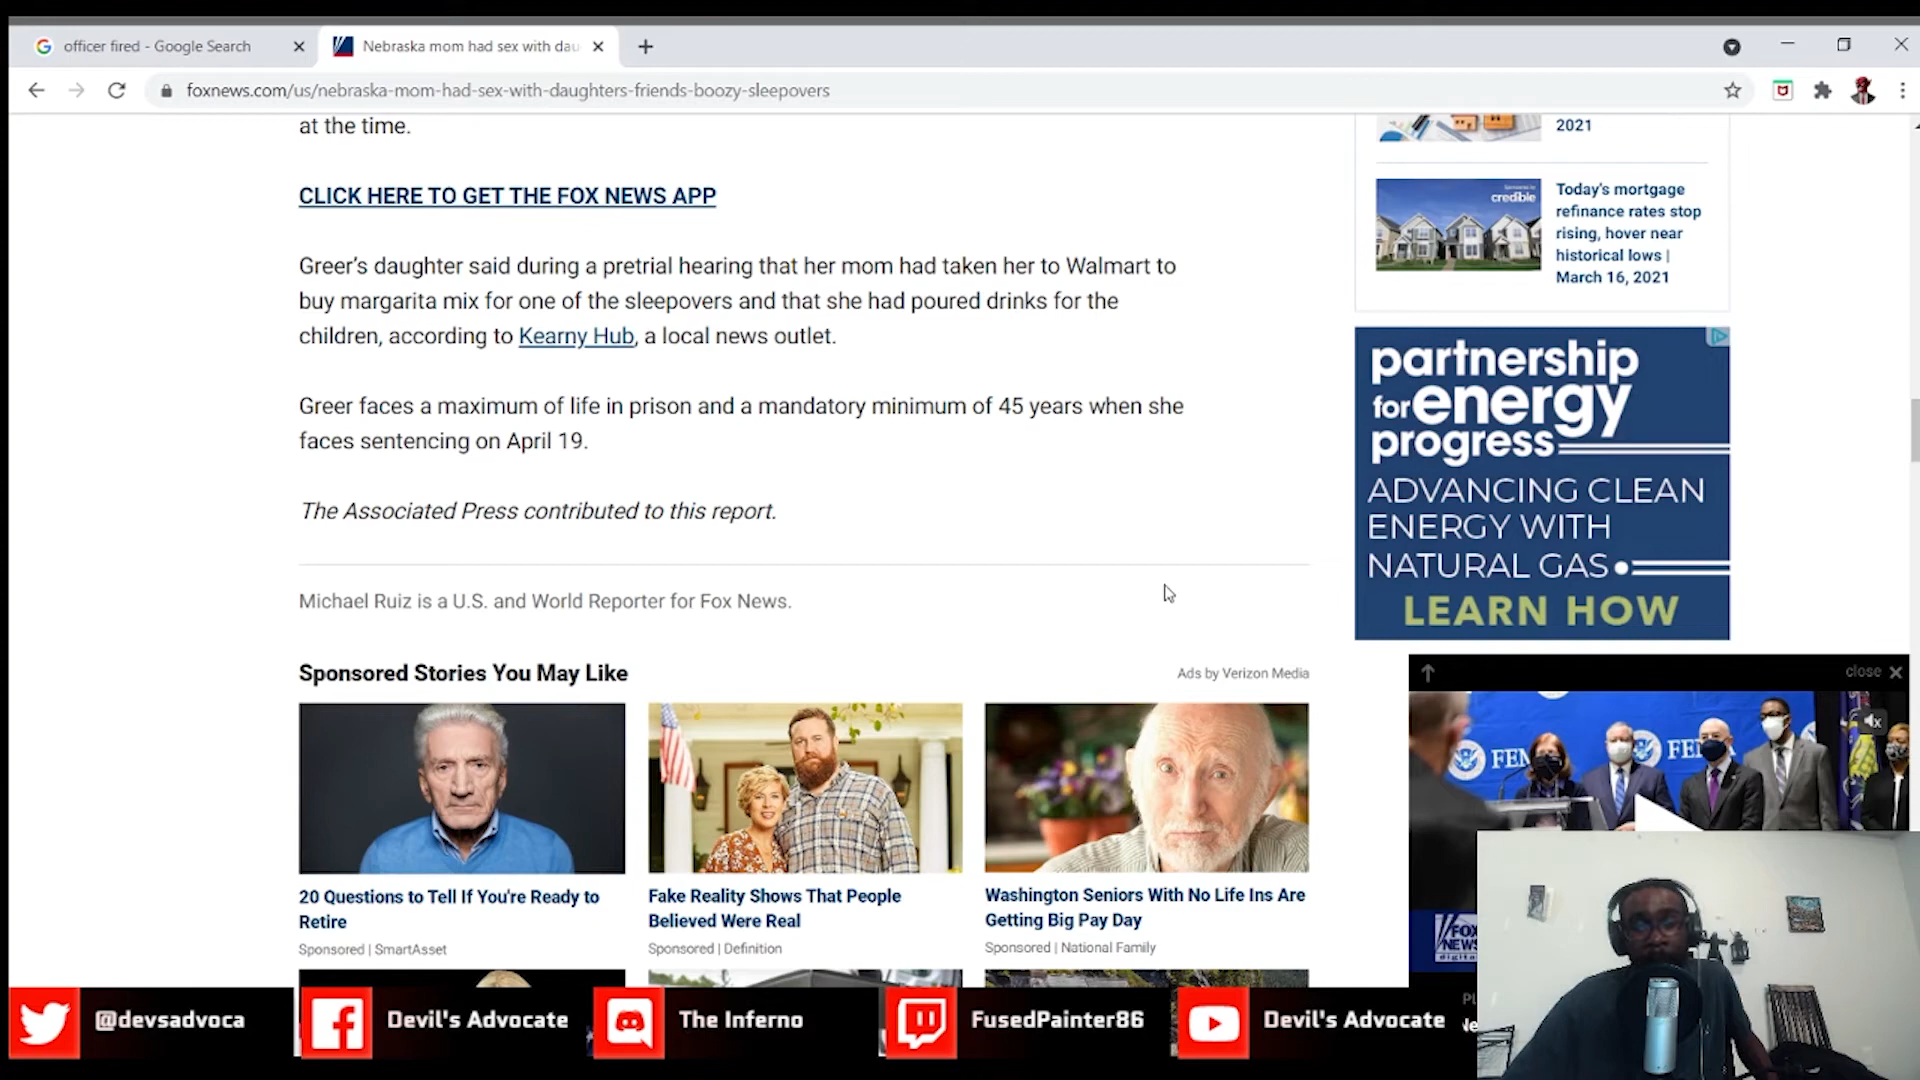 officer fired - Google Search
Nebraska mom had sex with dau
foxnews.com/us/nebraska-mom-had-sex-with-daughters-friends-boozy-sleepovers
at the time.
CLICK HERE TO GET THE FOX NEWS APP
Greer's daughter said during a pretrial hearing that her mom had taken her to Walmart to
buy margarita mix for one of the sleepovers and that she had poured drinks for the
children, according to Kearny Hub, a local news outlet.
Greer faces a maximum of life in prison and a mandatory minimum of 45 years when she
faces sentencing on April 19.
The Associated Press contributed to this report.
Michael Ruiz is a U.S. and World Reporter for Fox News.
Sponsored Stories You May Like
Ads by Verizon Media
20 Questions to Tell If You're Ready to
Retire
Sponsored | SmartAsset
Fake Reality Shows That People
Believed Were Real
Sponsored | Definition
Washington Seniors With No Life Ins Are
Getting Big Pay Day
Sponsored | National Family
2021
credible
Today's mortgage
refinance rates stop
rising, hover near
historical lows |
March 16, 2021
partnership
for energy
progress
ADVANCING CLEAN
ENERGY WITH
NATURAL GAS
LEARN HOW
close
FEM
FEM
FOX
NEWS
digital
@devsadvoca
Devil's Advocate
The Inferno
FusedPainter86
Devil's Advocate